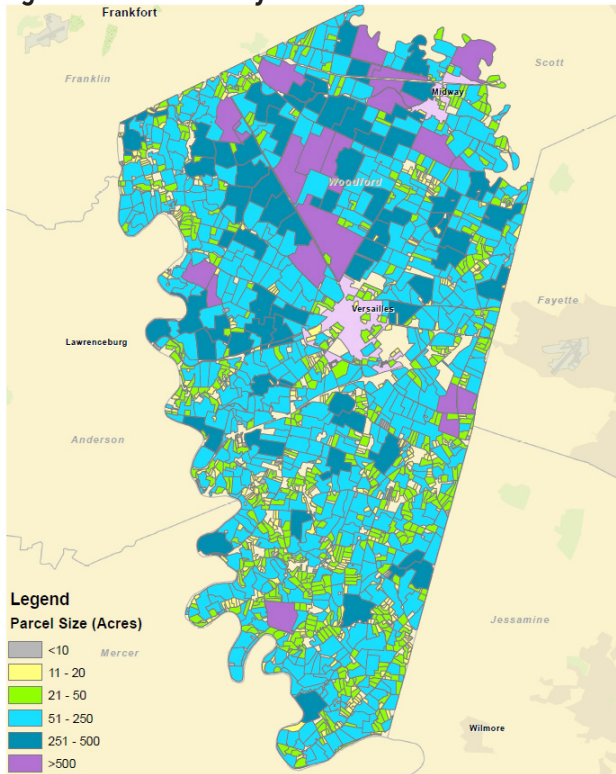 Frankfort
Franklin
Scott
Midway
Woodford
Fayette
Versailles
Lawrenceburg
Anderson
Legend
Parcel Size (Acres)
Jessamine
Mercer
<10
11 - 20
21 - 50
51 - 250
251 - 500
>500
Wilmore